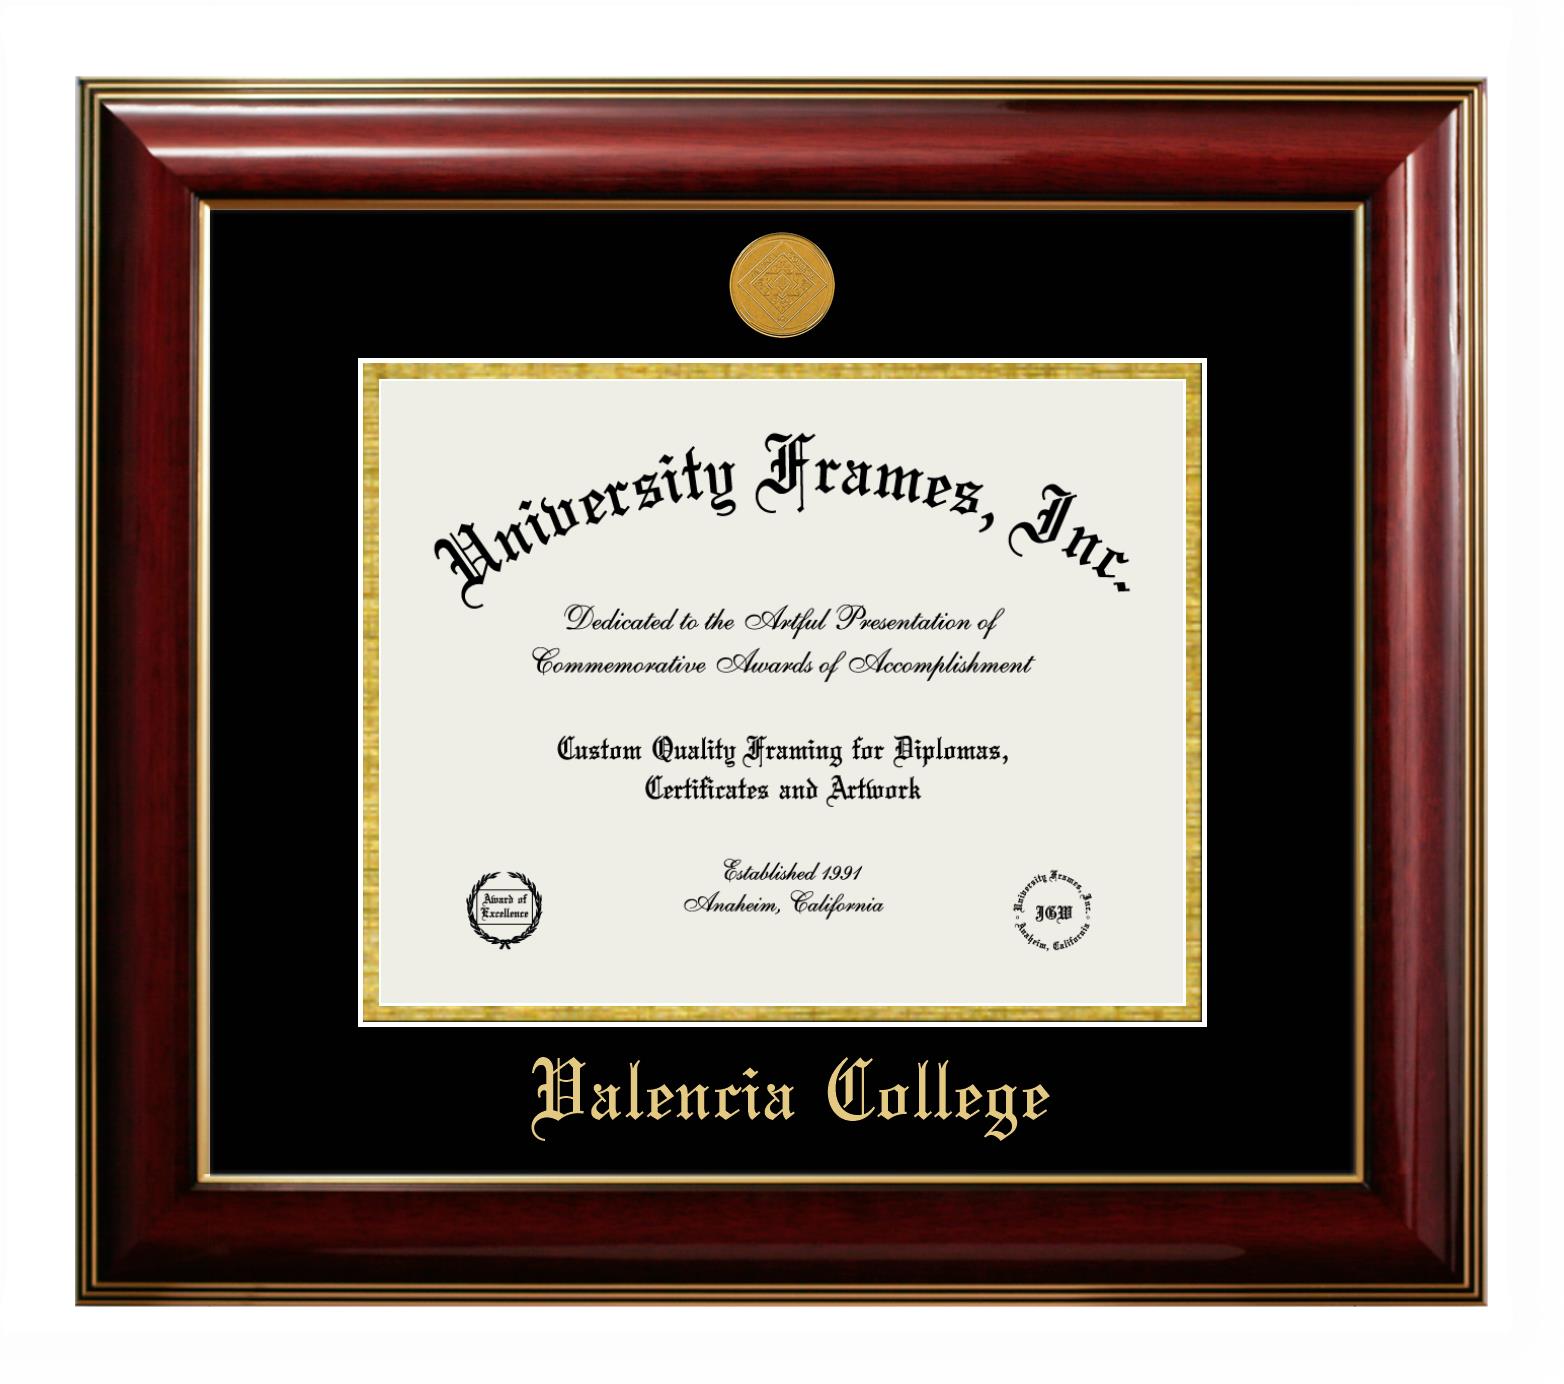 University Frames, Inc.
Dedicated to the Artful Presentation of
Commemorative Awards of Accomplishment
Custom Quality Framing for Diplomas,
Certificates and Artwork
Established 1991
Anaheim, California
Award of
Excellence
University Frames, Inc.
JGW
Anaheim, California
Valencia College